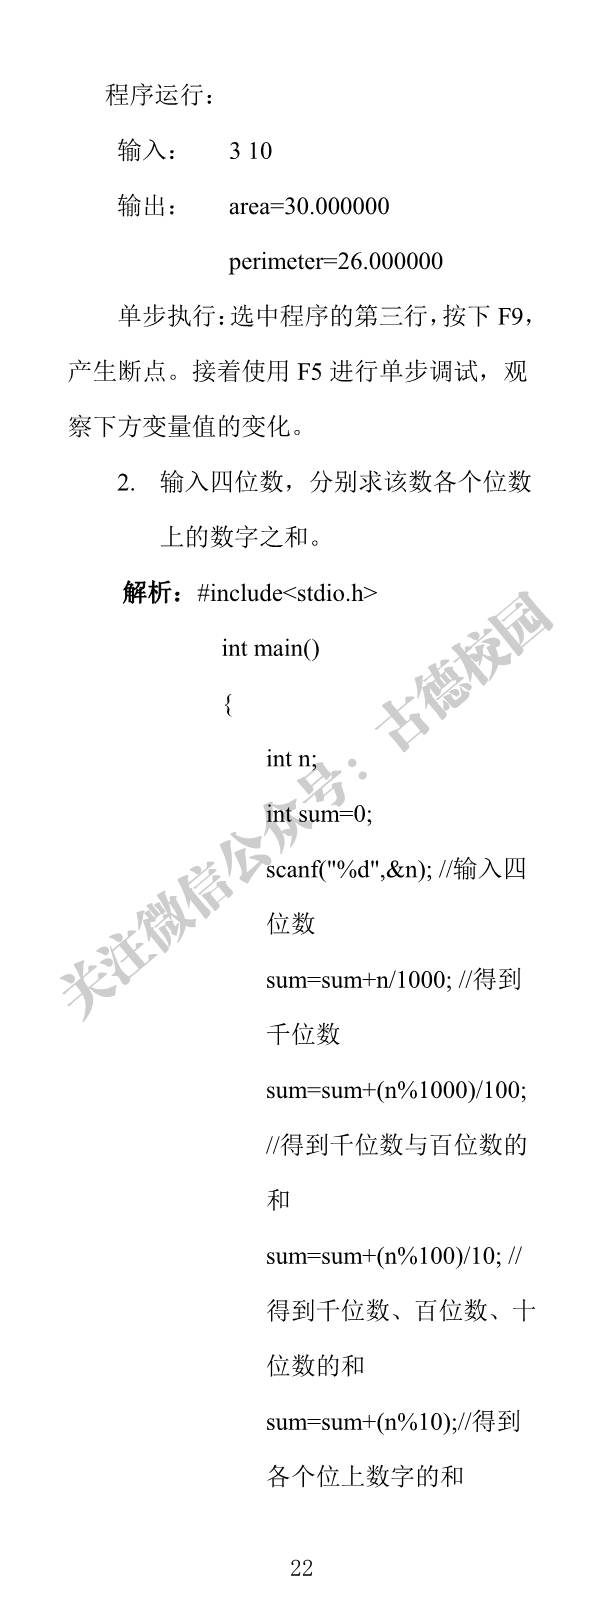 程序运行：
输入： 3 10
输出： area=30.000000
perimeter=26.000000
单步执行：选中程序的第三行，按下 F9，
产生断点。接着使用 F5 进行单步调试，观
察下方变量值的变化。
2. 输入四位数，分别求该数各个位数
上的数字之和。
解析：#include<stdio.h>
int main()
{
int n;
int sum=0;
scanf("%d",&n); //输入四
位数
sum=sum+n/1000; //得到
千位数
sum=sum+(n%1000)/100;
//得到千位数与百位数的
和
sum=sum+(n%100)/10; //
得到千位数、百位数、十
位数的和
sum=sum+(n%10);//得到
各个位上数字的和
关注微信公众号：古德校园
22